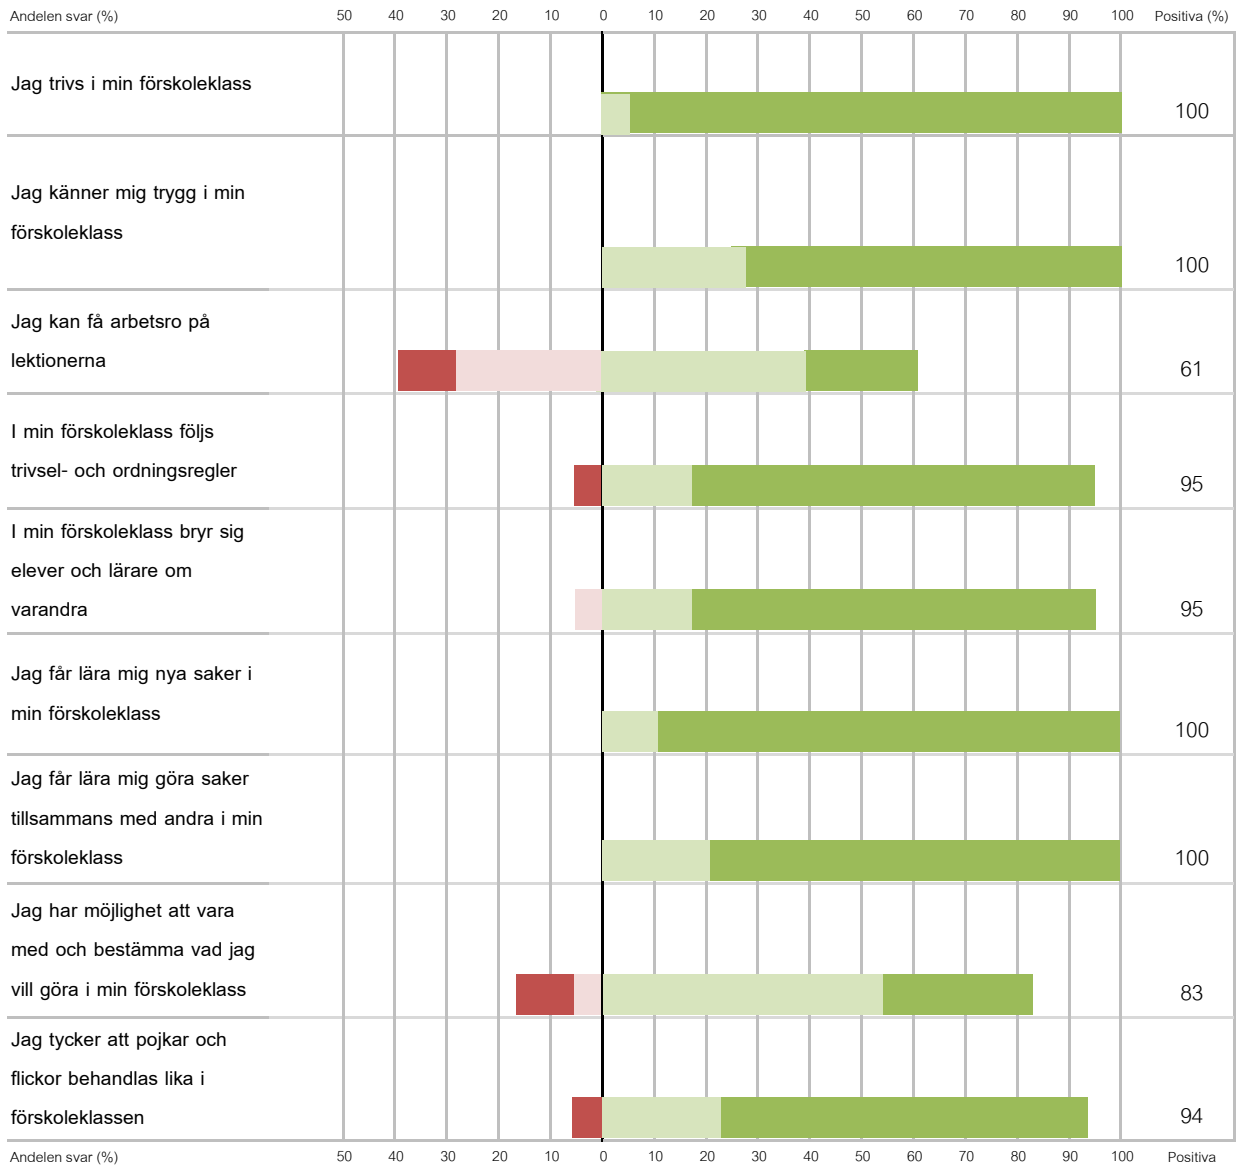 Andelen svar (%) 50 40 30 20 10 0 10 20 30 40 50 60 70 80 90 100 Positiva (%)
Jag trivs i min förskoleklass
100
Jag känner mig trygg i min
förskoleklass
100
Jag kan få arbetsro på
lektionerna
61
I min förskoleklass följs
trivsel- och ordningsregler
95
I min förskoleklass bryr sig
elever och lärare om
varandra
95
Jag får lära mig nya saker i
min förskoleklass
100
Jag får lära mig göra saker
tillsammans med andra i min
förskoleklass
100
Jag har möjlighet att vara
med och bestämma vad jag
vill göra i min förskoleklass
83
Jag tycker att pojkar och
flickor behandlas lika i
förskoleklassen
94
Andelen svar (%) 50 40 30 20 10 0 10 20 30 40 50 60 70 80 90 100 Positiva